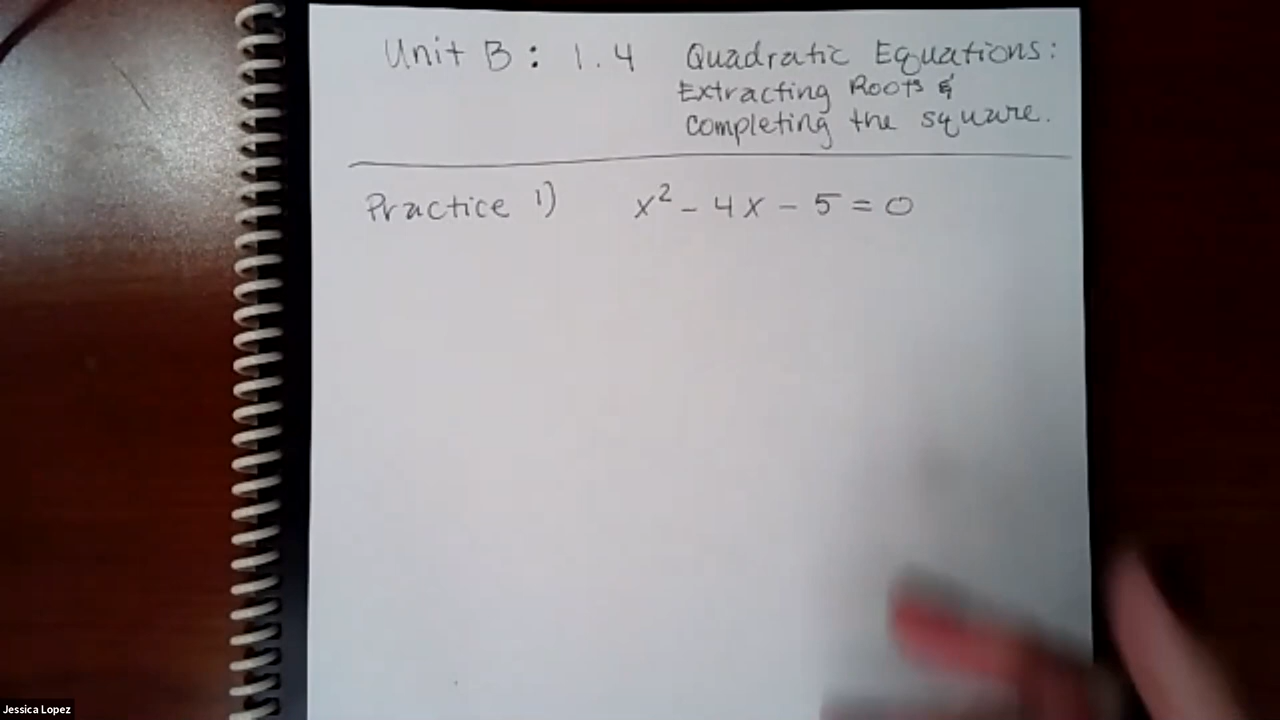 Unit B: 1.4 Quadratic Equations:
Extracting Roots &
completing the square.
Practice 1) x² - 4x - 5 = 0
Jessica Lopez